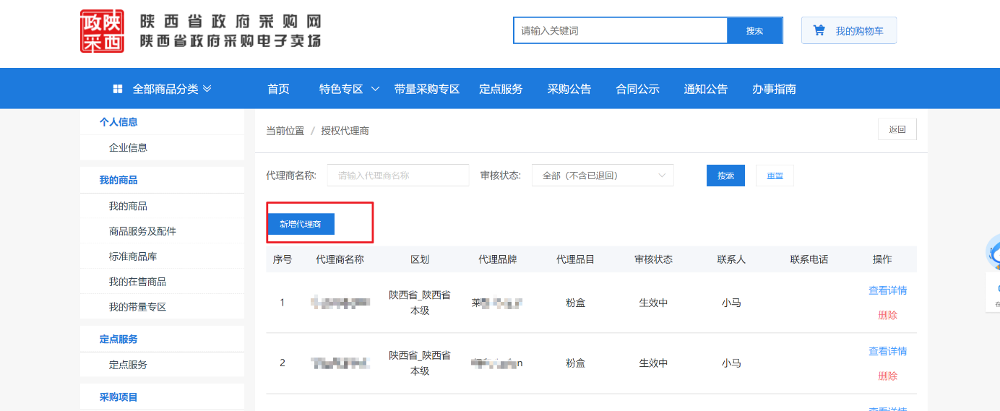 政陕
采西
陕西省政府采购网
陕西省政府采购电子卖场
请输入关键词
搜索
我的购物车
全部商品分类
首页
特色专区
带量采购专区
定点服务
采购公告
合同公示
通知公告
办事指南
个人信息
企业信息
我的商品
我的商品
商品服务及配件
标准商品库
我的在售商品
我的带量专区
定点服务
定点服务
采购项目
当前位置 / 授权代理商
返回
代理商名称:
请输入代理商名称
审核状态:
全部（不含已退回）
搜索
重置
新增代理商
序号 代理商名称 区划 代理品牌 代理品目 审核状态 联系人 联系电话 操作
1 陕西省_陕西省本级 莱 粉盒 生效中 小马 查看详情
删除
2 陕西省_陕西省本级 n 粉盒 生效中 小马 查看详情
删除
查看详情